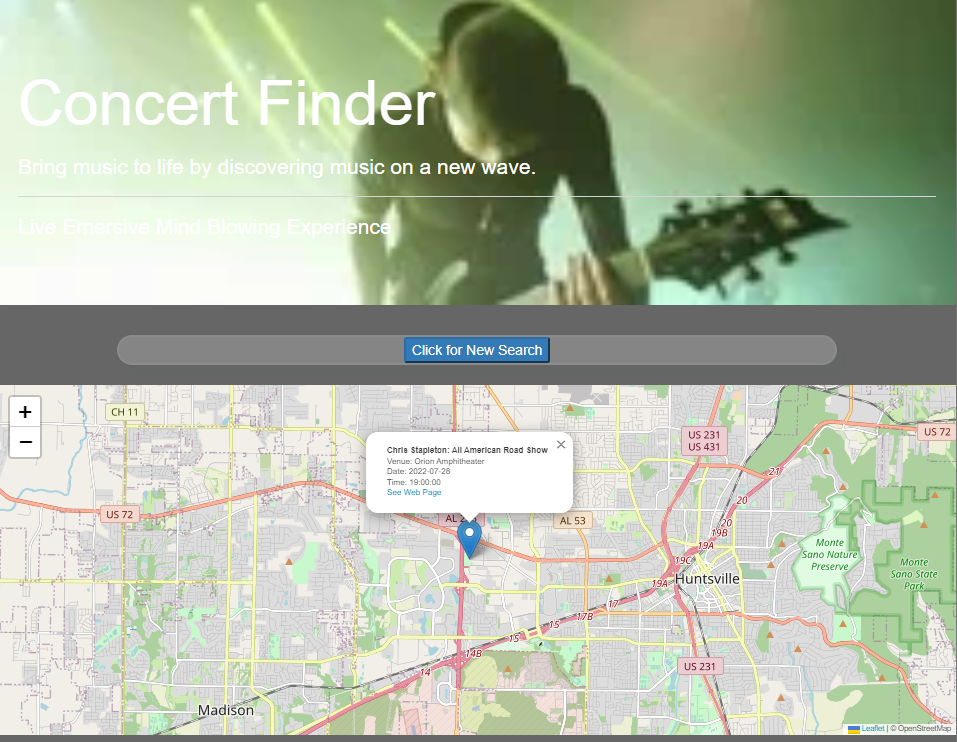 Concert Finder
Bring music to life by discovering music on a new wave.
Live Emersive Mind Blowing Experience
Click for New Search
+
−
CH 11
US 231
US 431
US 72
Chris Stapleton: All American Road Show
×
Venue: Orion Amphitheater
Date: 2022-07-28
Time: 19:00:00
See Web Page
21
20
US 72
AL
AL 53
20
19B
19A
19C
Monte
Sano Nature
Preserve
Monte
Sano State
Park
19A
Huntsville
17
17B
15
15
14B
14
US 231
Madison
Leaflet | © OpenStreetMap